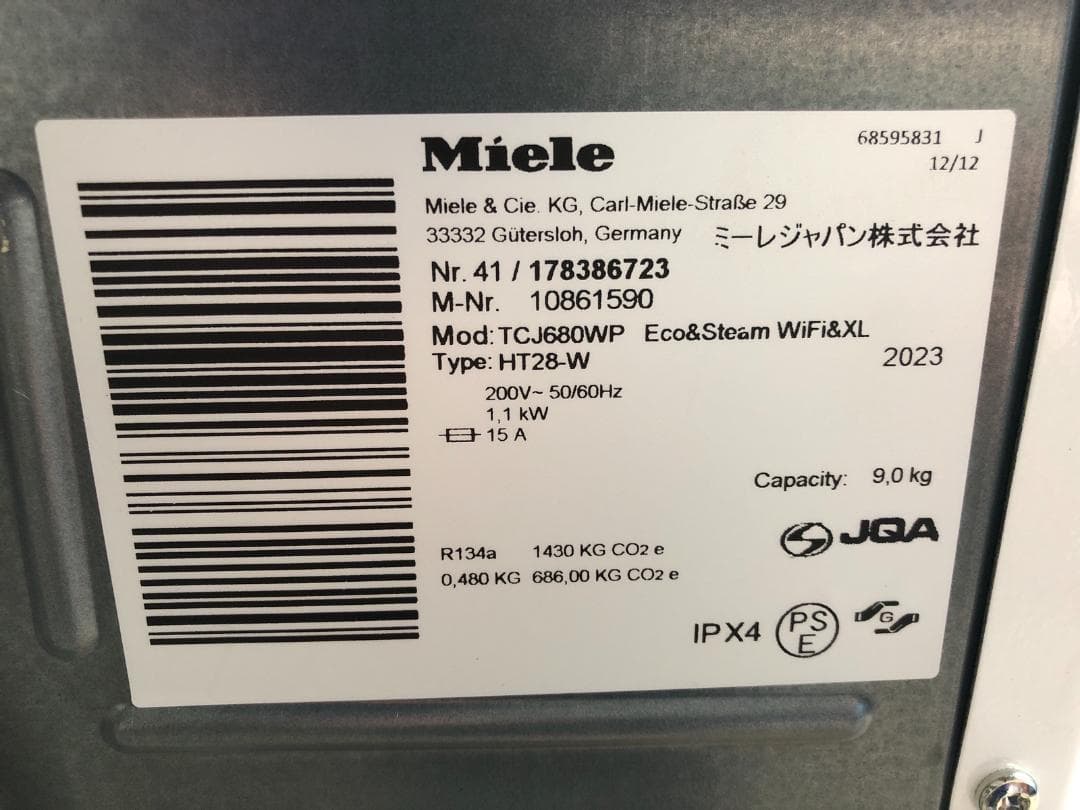 Miele
68595831 J
12/12
Miele & Cie. KG, Carl-Miele-Straße 29
33332 Gütersloh, Germany ミーレジャパン株式会社
Nr. 41 / 178386723
M-Nr. 10861590
Mod: TCJ680WP Eco&Steam WiFi&XL
Type: HT28-W 2023
200V~ 50/60Hz
1,1 kW
15 A
Capacity: 9,0 kg
JQA
R134a 1430 KG CO2 e
0,480 KG 686,00 KG CO2 e
IPX4 PS E G